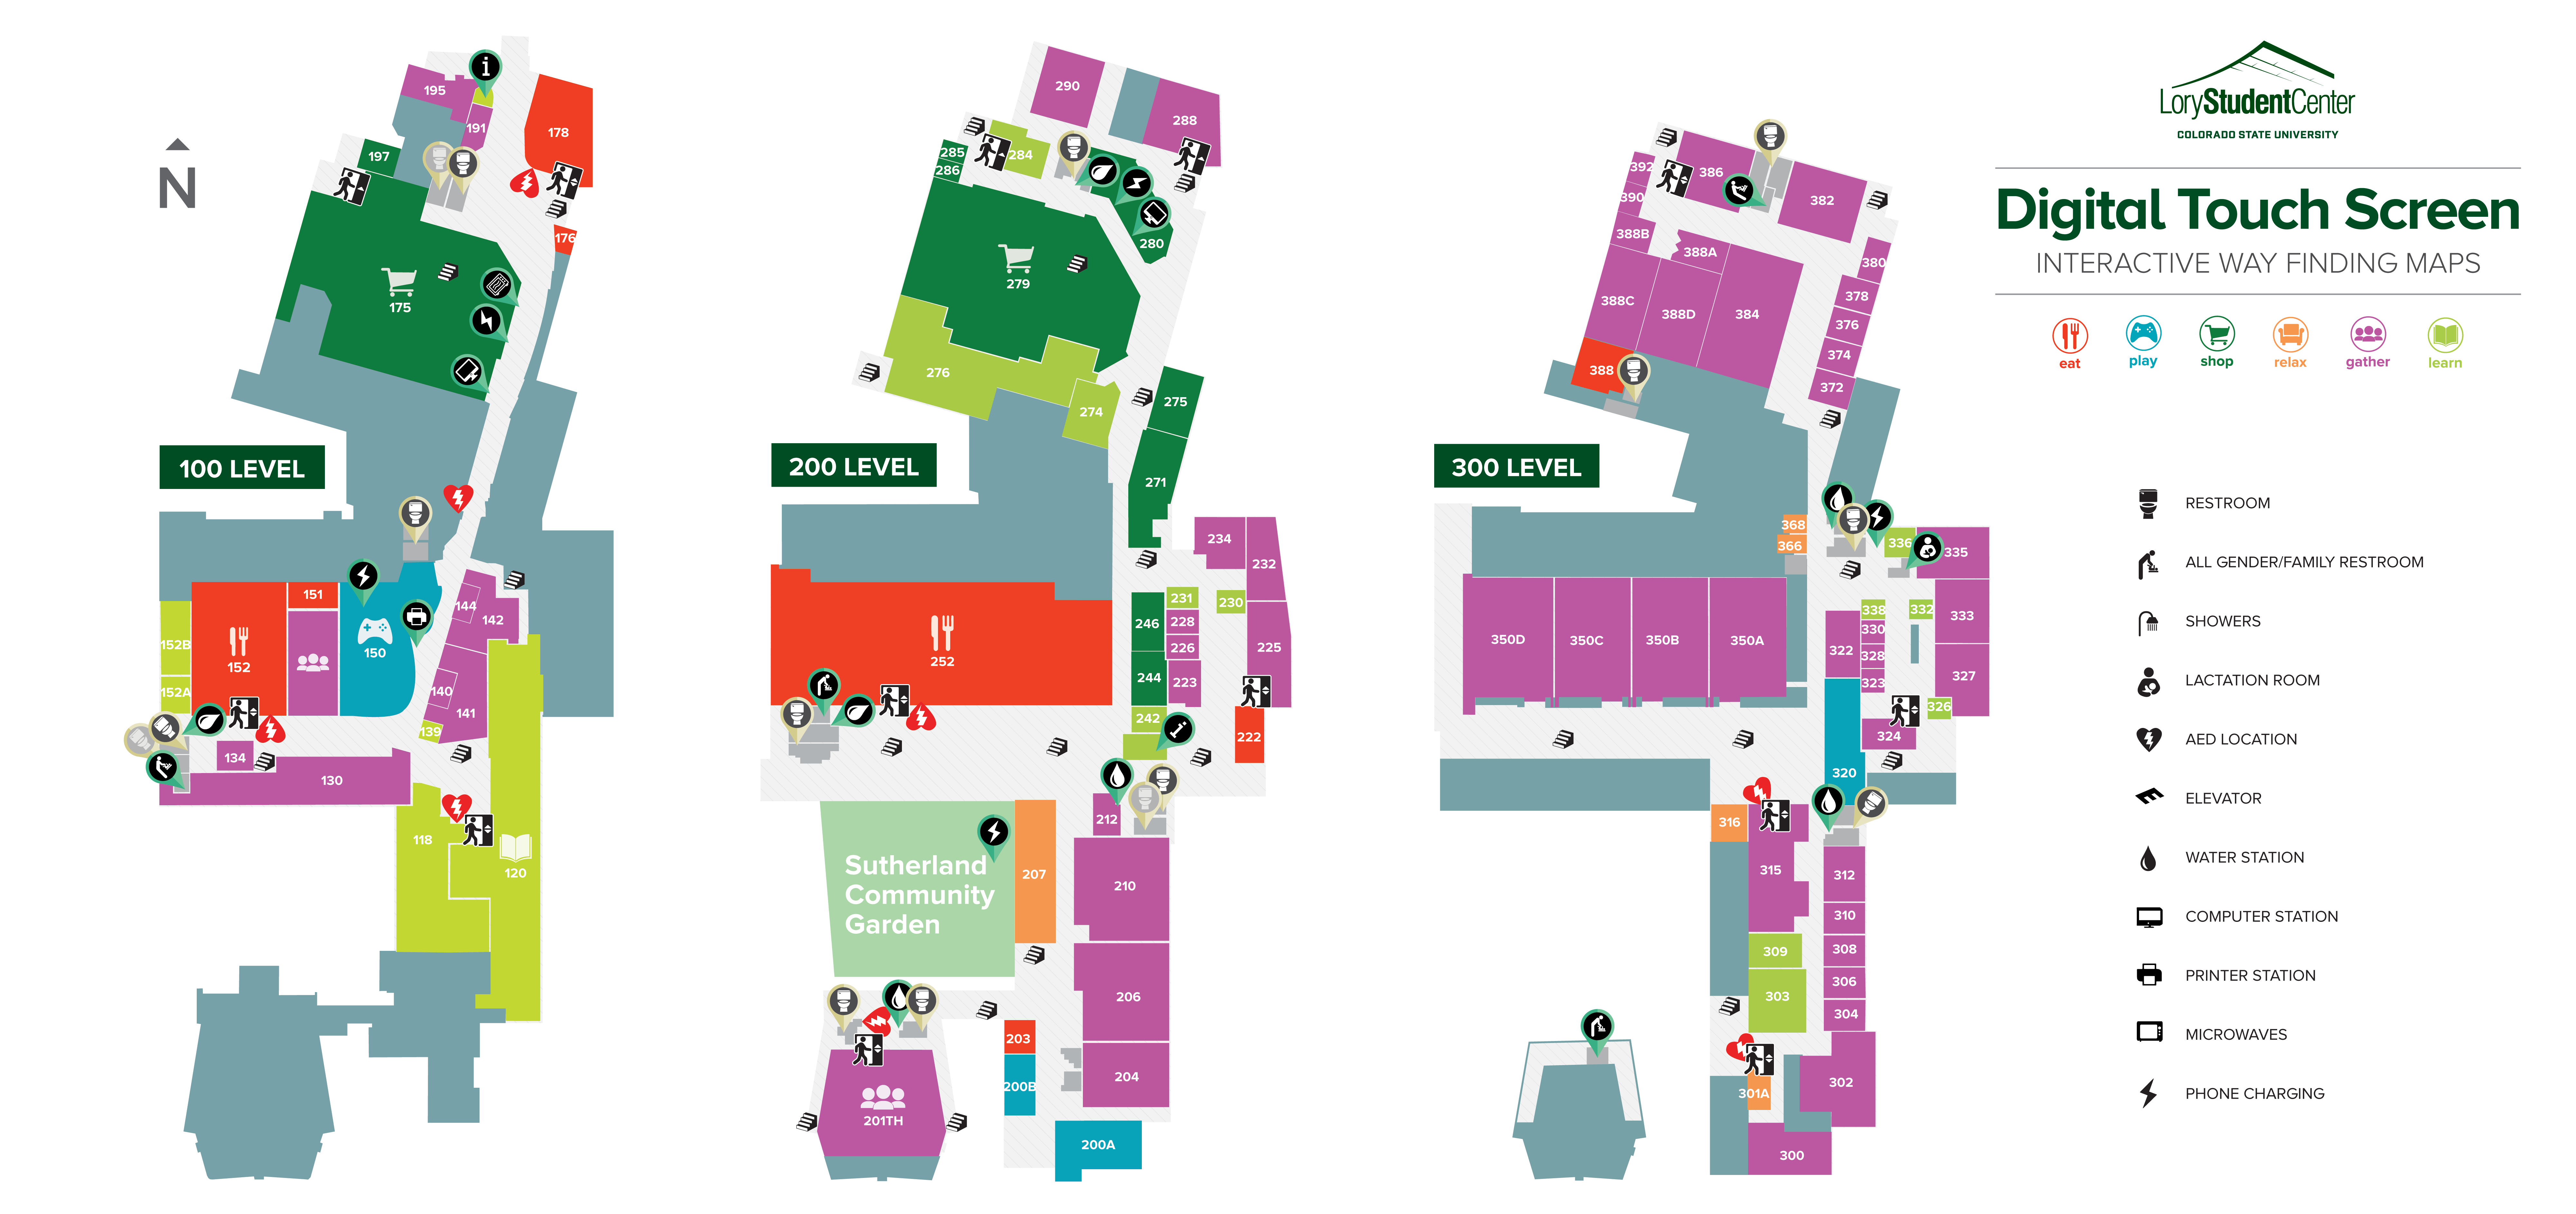 LoryStudentCenter
COLORADO STATE UNIVERSITY
Digital Touch Screen
INTERACTIVE WAY FINDING MAPS
eat
play
shop
relax
gather
learn
RESTROOM
ALL GENDER/FAMILY RESTROOM
SHOWERS
LACTATION ROOM
AED LOCATION
ELEVATOR
WATER STATION
COMPUTER STATION
PRINTER STATION
MICROWAVES
PHONE CHARGING
N
100 LEVEL
i
195
191
178
197
176
175
151
144
142
152B
152
150
152A
140
141
139
134
130
118
120
200 LEVEL
290
288
285
284
286
280
279
276
274
275
271
234
232
231
230
246
228
226
225
252
244
223
242
222
212
Sutherland
Community
Garden
207
210
206
203
204
200B
201TH
200A
300 LEVEL
392
386
390
382
388B
388A
380
388C
378
388D
384
376
374
388
372
368
366
336
335
338
332
330
333
350D
350C
350B
350A
322
328
323
327
326
324
320
316
315
312
310
309
308
306
303
304
302
301A
300